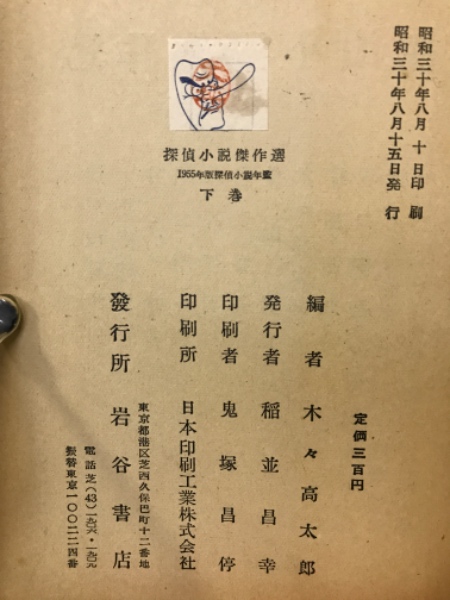 昭和三十年八月 十 日印刷
昭和三十年八月十五日発行
探偵小説傑作選
1955年版探偵小説年鑑
下巻
定価三百円
編者 木々高太郎
発行者 稲並昌幸
印刷者 鬼塚昌停
印刷所 日本印刷工業株式会社
東京都港区芝西久保巴町十二番地
發行所 岩谷書店
電話芝(43)
振替東京一〇〇二二四番